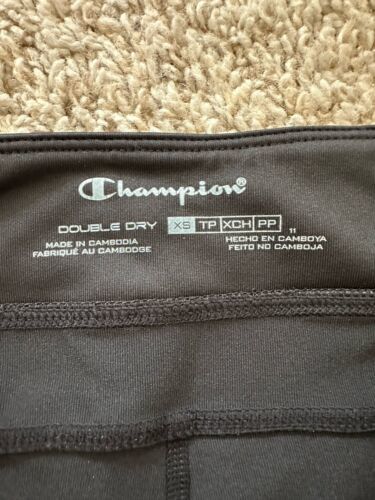 Champion®
DOUBLE DRY XS TP XCH PP 11
MADE IN CAMBODIA HECHO EN CAMBOYA
FABRIQUÉ AU CAMBODGE FEITO NO CAMBOJA